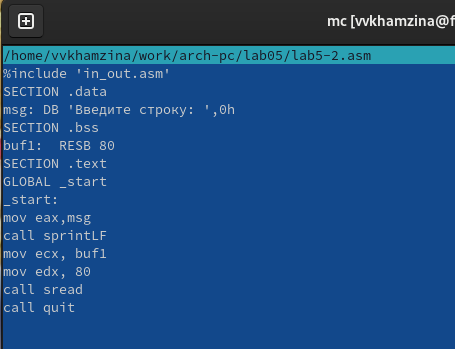 mc [vvkhamzina@f
/home/vvkhamzina/work/arch-pc/lab05/lab5-2.asm
%include 'in_out.asm'
SECTION .data
msg: DB 'Введите строку: ',0h
SECTION .bss
buf1:  RESB 80
SECTION .text
GLOBAL _start
_start:
mov eax,msg
call sprintLF
mov ecx, buf1
mov edx, 80
call sread
call quit